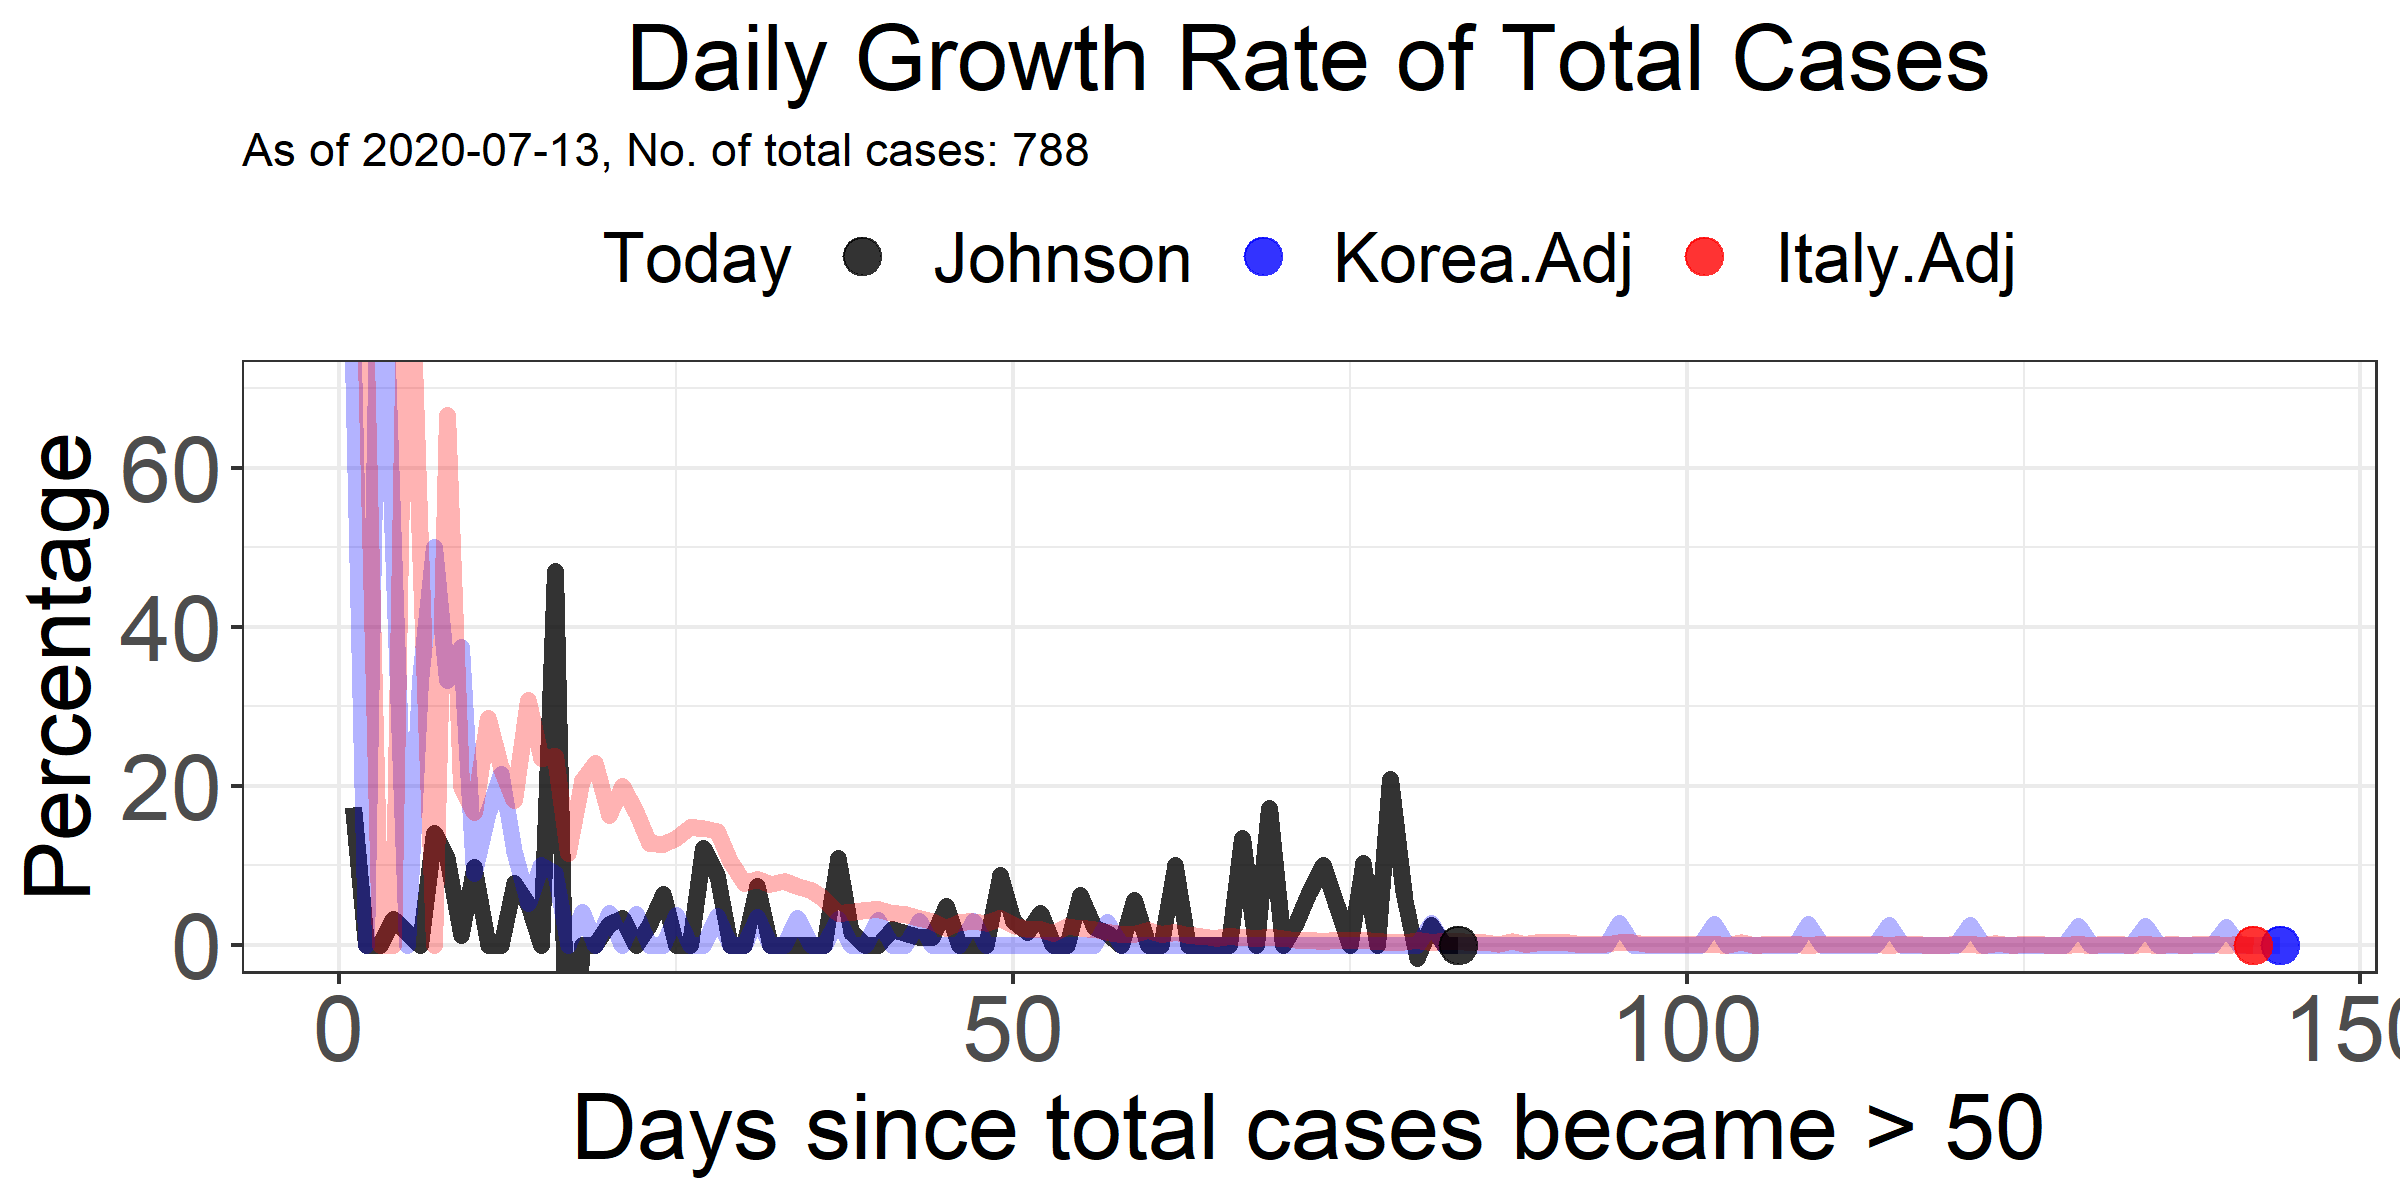 Daily Growth Rate of Total Cases
As of 2020-07-13, No. of total cases: 788
Today Johnson Korea.Adj Italy.Adj
Percentage
60
40
20
0
0 50 100 150
Days since total cases became > 50